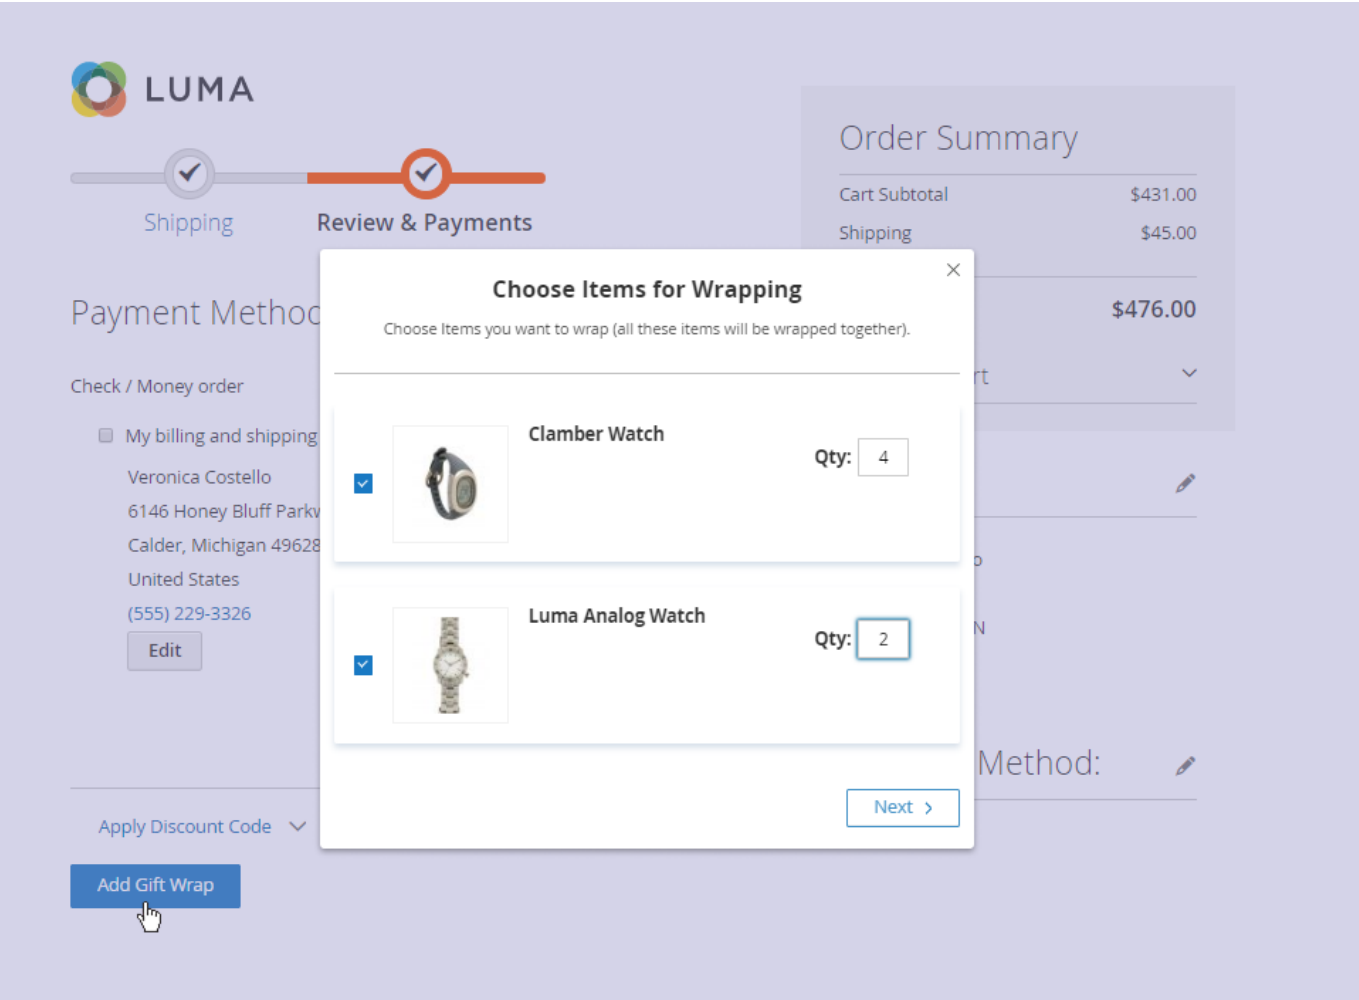 LUMA
Shipping
Review & Payments
Order Summary
Cart Subtotal $431.00
Shipping $45.00
$476.00
Payment Method
Check / Money order
My billing and shipping
Veronica Costello
6146 Honey Bluff Parkw
Calder, Michigan 49628
United States
(555) 229-3326
Edit
Choose Items for Wrapping
Choose Items you want to wrap (all these items will be wrapped together).
Clamber Watch
Qty: 4
Luma Analog Watch
Qty: 2
Next
Method:
Apply Discount Code
Add Gift Wrap